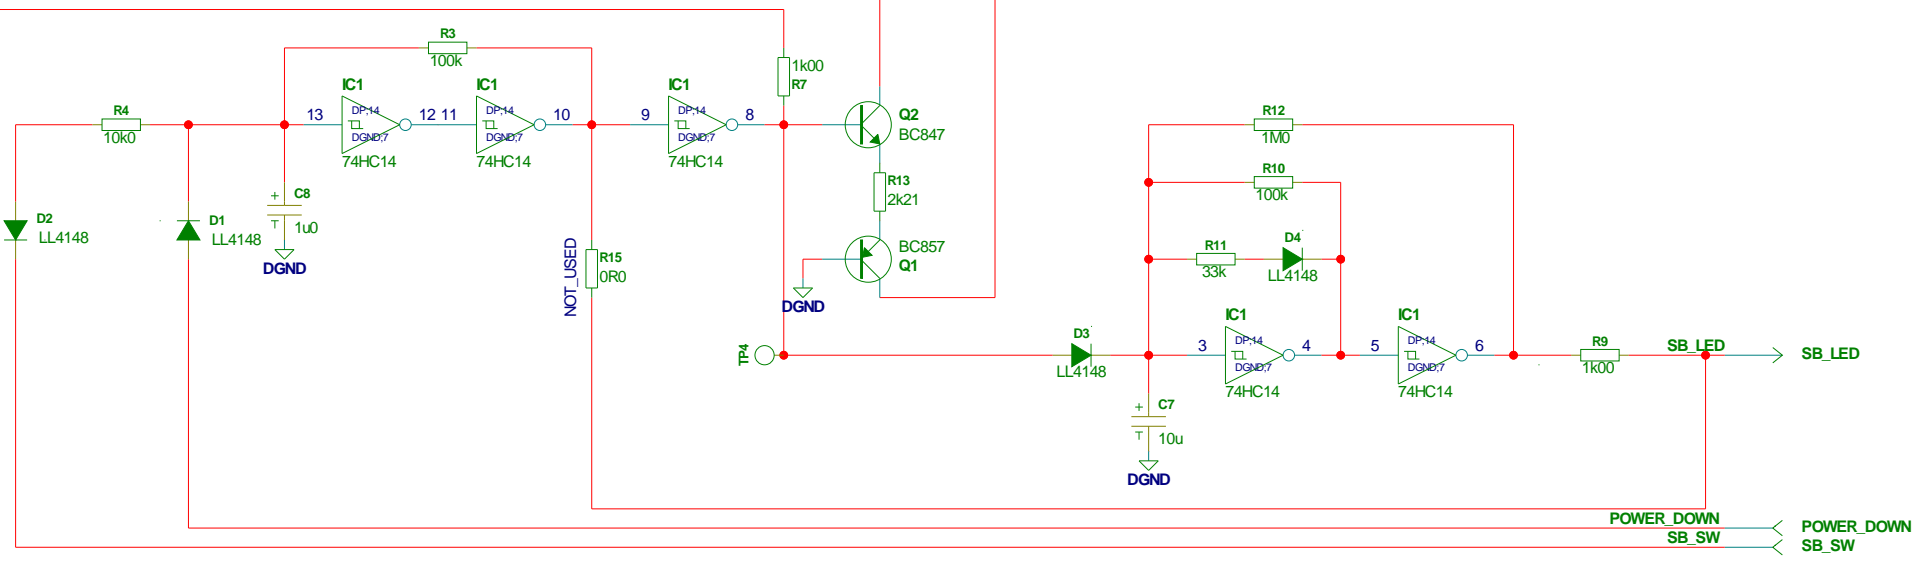 R3
100k
1k00
R7
IC1
DP;14
DGND;7
74HC14
13
12
IC1
DP;14
DGND;7
74HC14
11
10
IC1
DP;14
DGND;7
74HC14
9
8
R4
10k0
Q2
BC847
R12
1M0
R13
2k21
R10
100k
C8
+
T
1u0
DGND
D2
LL4148
D1
LL4148
NOT_USED
R15
0R0
BC857
Q1
DGND
R11
33k
D4
LL4148
TP4
D3
LL4148
IC1
DP;14
DGND;7
74HC14
3
4
IC1
DP;14
DGND;7
74HC14
5
6
R9
1k00
SB_LED
SB_LED
C7
+
T
10u
DGND
POWER_DOWN
POWER_DOWN
SB_SW
SB_SW